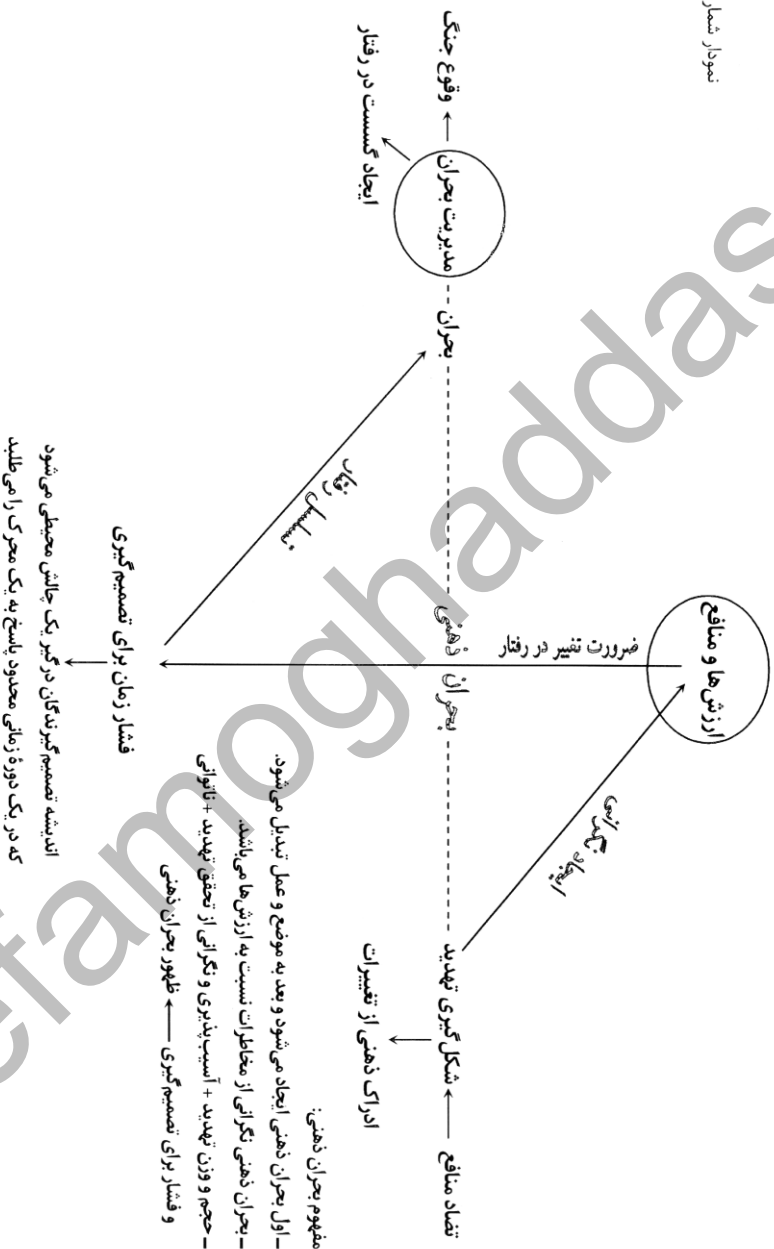 نمودار شمار
ارزش‌ها و منافع
ایجاد نگرانی
ضرورت تغییر در رفتار
تضاد منافع ← شکل گیری تهدید --- بحران ذهنی --- بحران --- مدیریت بحران ← وقوع جنگ
ادراک ذهنی از تغییرات
ایجاد گسست در رفتار
تسلسل رفتار
فشار زمان برای تصمیم گیری
اندیشه تصمیم‌گیرندگان درگیر یک چالش محیطی می‌شود
که در یک دورهٔ زمانی محدود پاسخ به یک محرک را می‌طلبد
مفهوم بحران ذهنی:
ـ اول بحران ذهنی ایجاد می‌شود و بعد به موضع و عمل تبدیل می‌شود.
ـ بحران ذهنی نگرانی از مخاطرات نسبت به ارزش‌ها می‌باشد.
ـ حجم و وزن تهدید + آسیب‌پذیری و نگرانی از تحقق تهدید + ناتوانی
و فشار برای تصمیم‌گیری ← ظهور بحران ذهنی
efamoghaddas